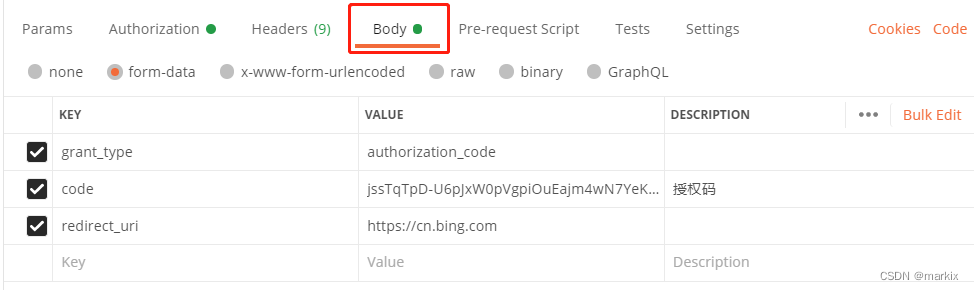 Params Authorization Headers (9) Body Pre-request Script Tests Settings Cookies Code
none form-data x-www-form-urlencoded raw binary GraphQL
KEY VALUE DESCRIPTION ••• Bulk Edit
grant_type authorization_code
code jssTqTpD-U6pJxW0pVgpiOuEajm4wN7YeK... 授权码
redirect_uri https://cn.bing.com
Key Value Description
CSDN @markix